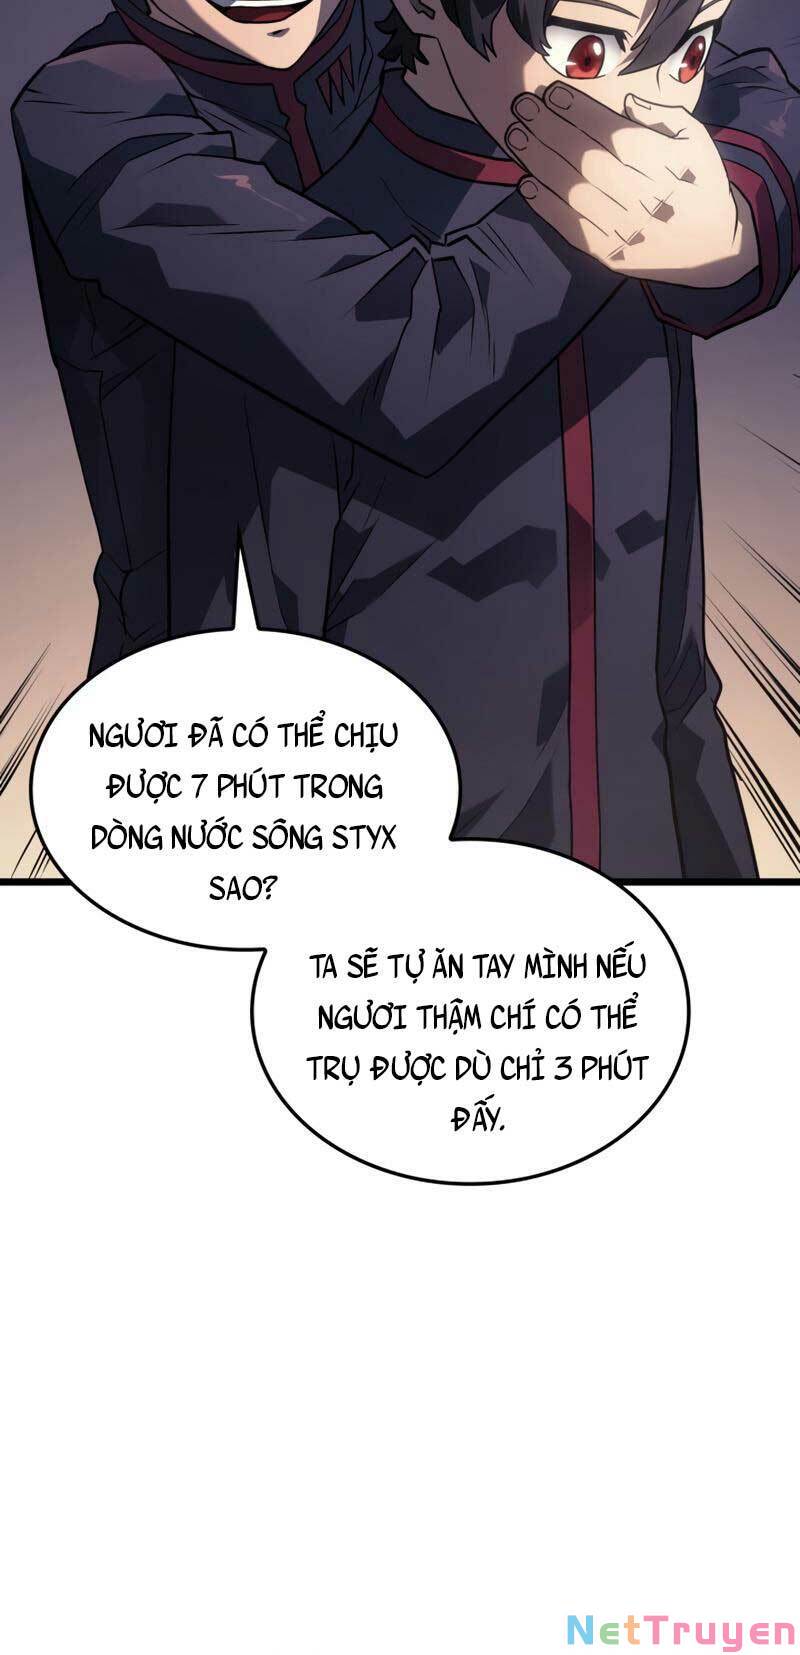 NGƯƠI ĐÃ CÓ THỂ CHỊU
ĐƯỢC 7 PHÚT TRONG
DÒNG NƯỚC SÔNG STYX
SAO?
TA SẼ TỰ ĂN TAY MÌNH NẾU
NGƯƠI THẬM CHÍ CÓ THỂ
TRỤ ĐƯỢC DÙ CHỈ 3 PHÚT
ĐẤY.
NetTruyen